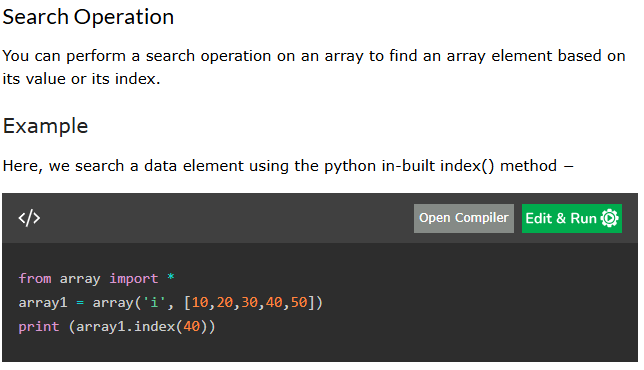 Search Operation
You can perform a search operation on an array to find an array element based on
its value or its index.
Example
Here, we search a data element using the python in-built index() method −
</> Open Compiler Edit & Run
from array import *
array1 = array('i', [10,20,30,40,50])
print (array1.index(40))